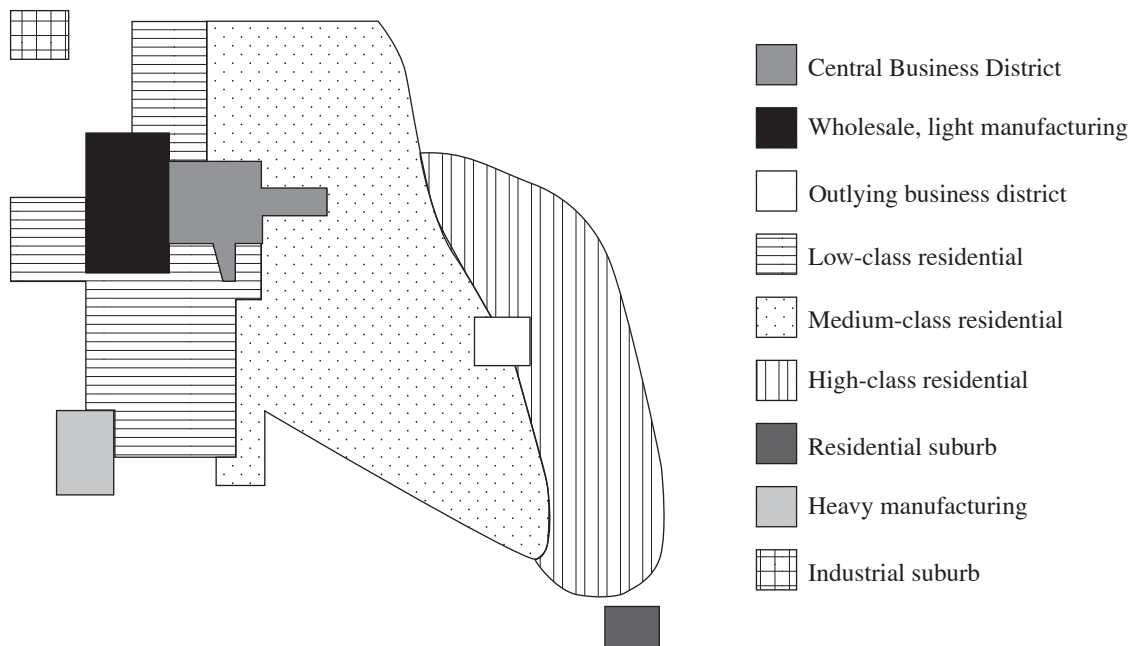 Central Business District
Wholesale, light manufacturing
Outlying business district
Low-class residential
Medium-class residential
High-class residential
Residential suburb
Heavy manufacturing
Industrial suburb